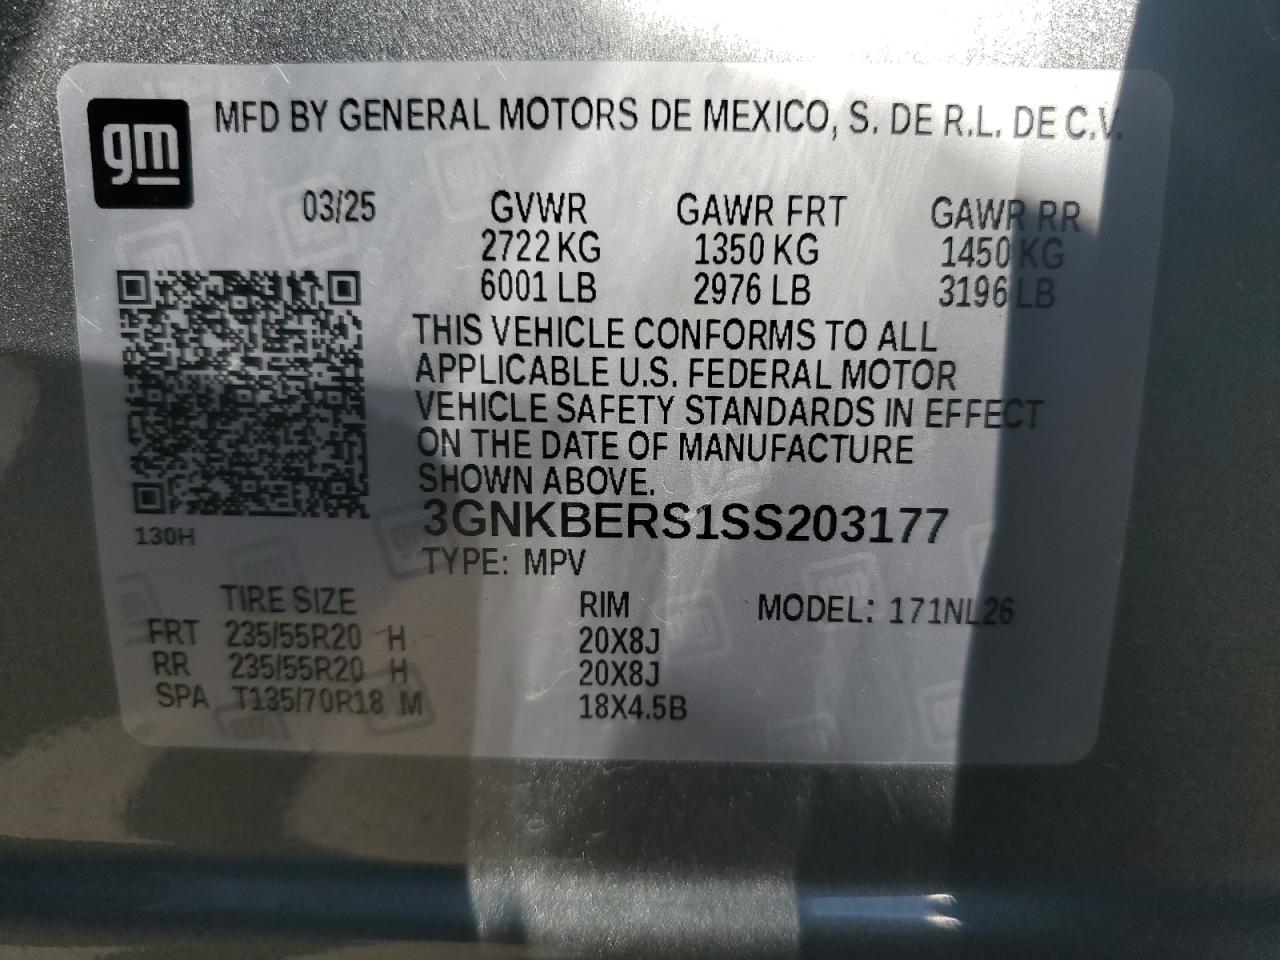 gm
MFD BY GENERAL MOTORS DE MEXICO, S. DE R.L. DE C.V.
03/25 GVWR GAWR FRT GAWR RR
2722 KG 1350 KG 1450 KG
6001 LB 2976 LB 3196 LB
THIS VEHICLE CONFORMS TO ALL
APPLICABLE U.S. FEDERAL MOTOR
VEHICLE SAFETY STANDARDS IN EFFECT
ON THE DATE OF MANUFACTURE
SHOWN ABOVE.
3GNKBERS1SS203177
130H
TYPE: MPV
TIRE SIZE RIM MODEL: 171NL26
FRT 235/55R20 H 20X8J
RR 235/55R20 H 20X8J
SPA T135/70R18 M 18X4.5B